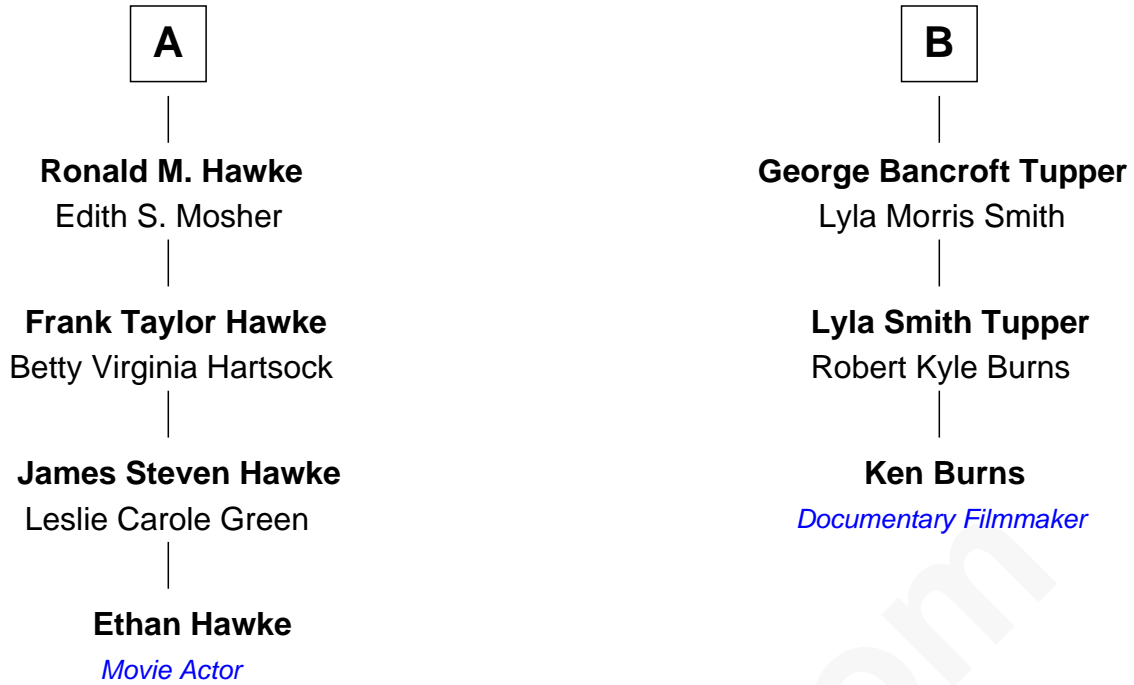 A
Ronald M. Hawke
Edith S. Mosher
Frank Taylor Hawke
Betty Virginia Hartsock
James Steven Hawke
Leslie Carole Green
Ethan Hawke
Movie Actor
B
George Bancroft Tupper
Lyla Morris Smith
Lyla Smith Tupper
Robert Kyle Burns
Ken Burns
Documentary Filmmaker
om